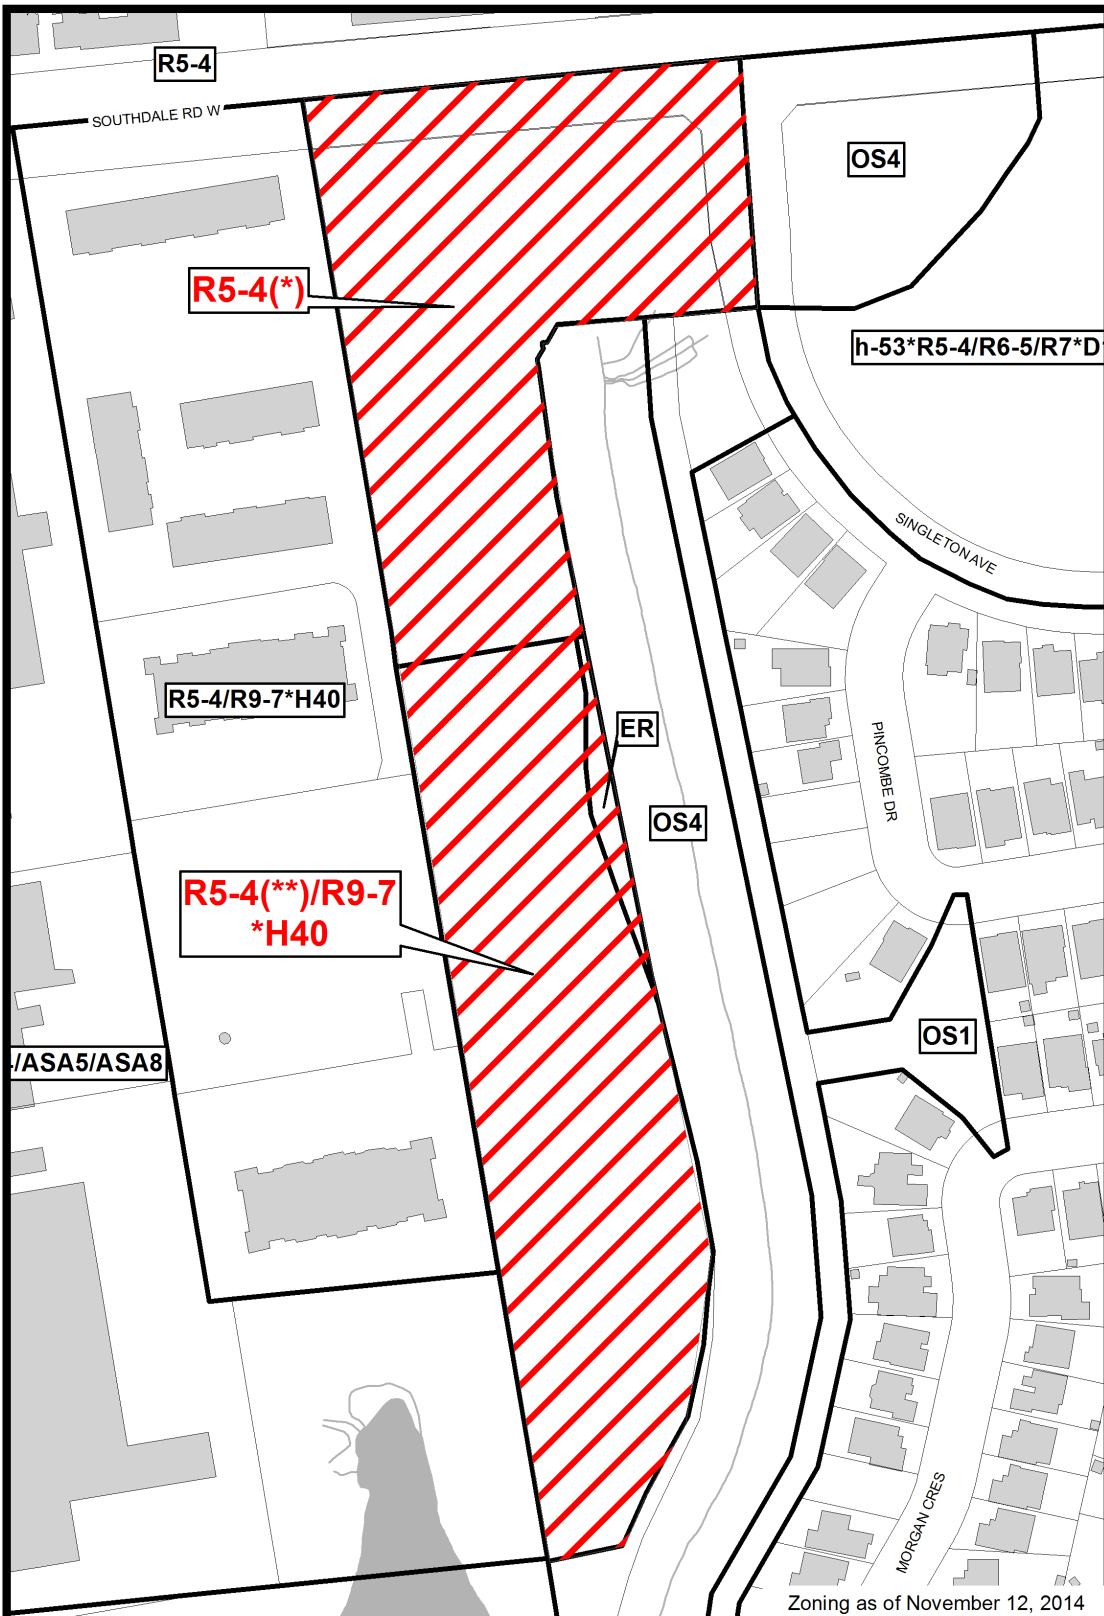 R5-4
SOUTHDALE RD W
OS4
R5-4(*)
h-53*R5-4/R6-5/R7*D
SINGLETON AVE
R5-4/R9-7*H40
ER
PINCOMBE DR
OS4
R5-4(**)/R9-7
*H40
OS1
/ASA5/ASA8
MORGAN CRES
Zoning as of November 12, 2014